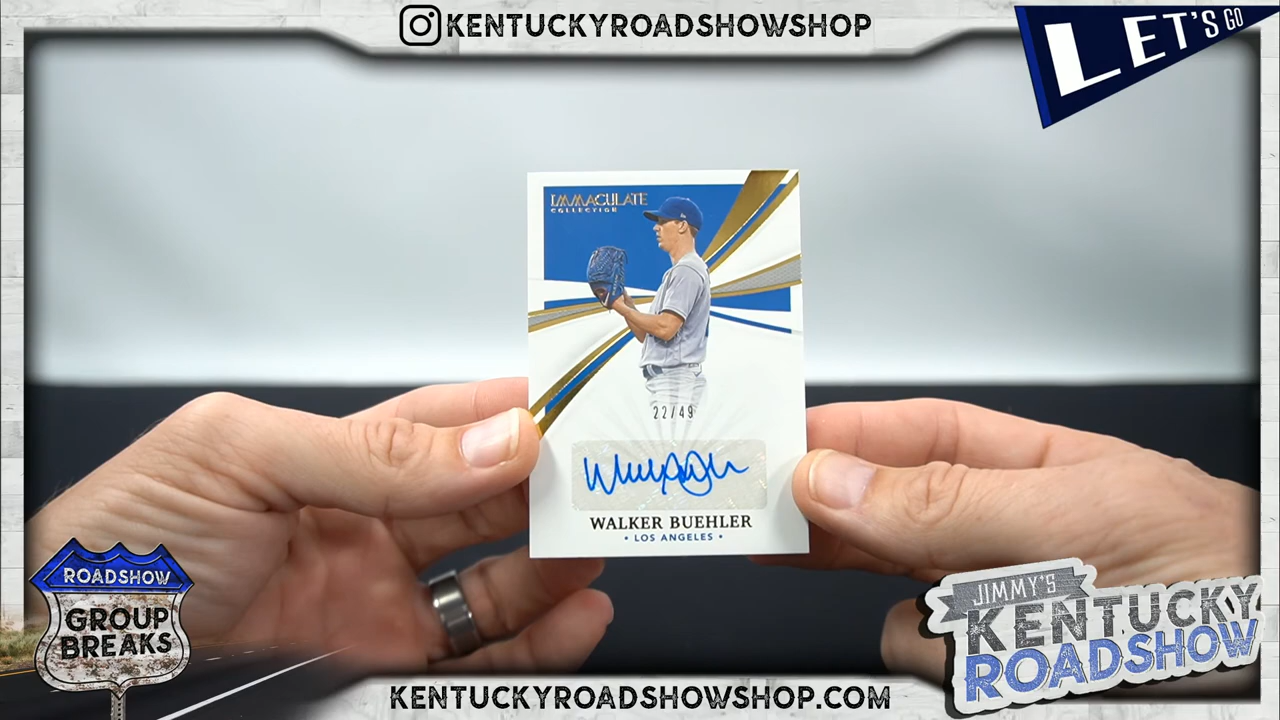 KENTUCKYROADSHOWSHOP
LET'S GO
IMMACULATE
COLLECTION
22/49
WALKER BUEHLER
• LOS ANGELES •
ROADSHOW
GROUP
BREAKS
JIMMY'S
KENTUCKY
ROADSHOW
KENTUCKYROADSHOWSHOP.COM